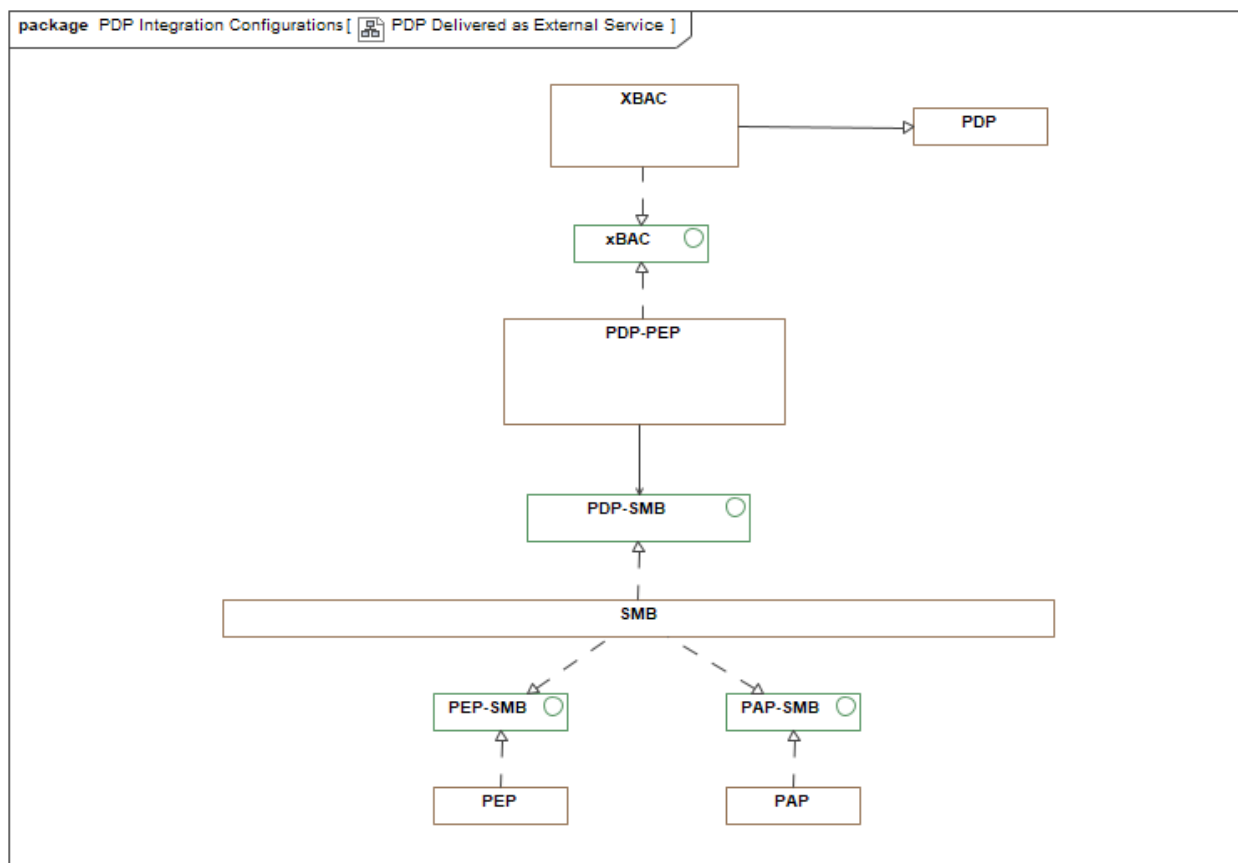 package PDP Integration Configurations [ PDP Delivered as External Service ]
XBAC
PDP
xBAC
PDP-PEP
PDP-SMB
SMB
PEP-SMB
PAP-SMB
PEP
PAP